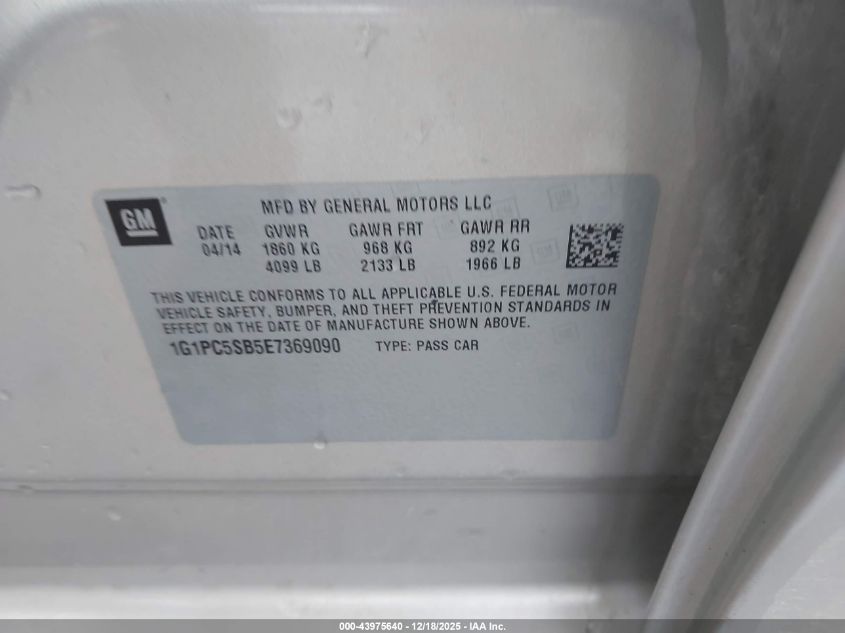 GM
MFD BY GENERAL MOTORS LLC
DATE GVWR GAWR FRT GAWR RR
04/14 1860 KG 968 KG 892 KG
4099 LB 2133 LB 1966 LB
THIS VEHICLE CONFORMS TO ALL APPLICABLE U.S. FEDERAL MOTOR
VEHICLE SAFETY, BUMPER, AND THEFT PREVENTION STANDARDS IN
EFFECT ON THE DATE OF MANUFACTURE SHOWN ABOVE.
1G1PC5SB5E7369090 TYPE: PASS CAR
000-43975640 - 12/18/2025 - IAA Inc.